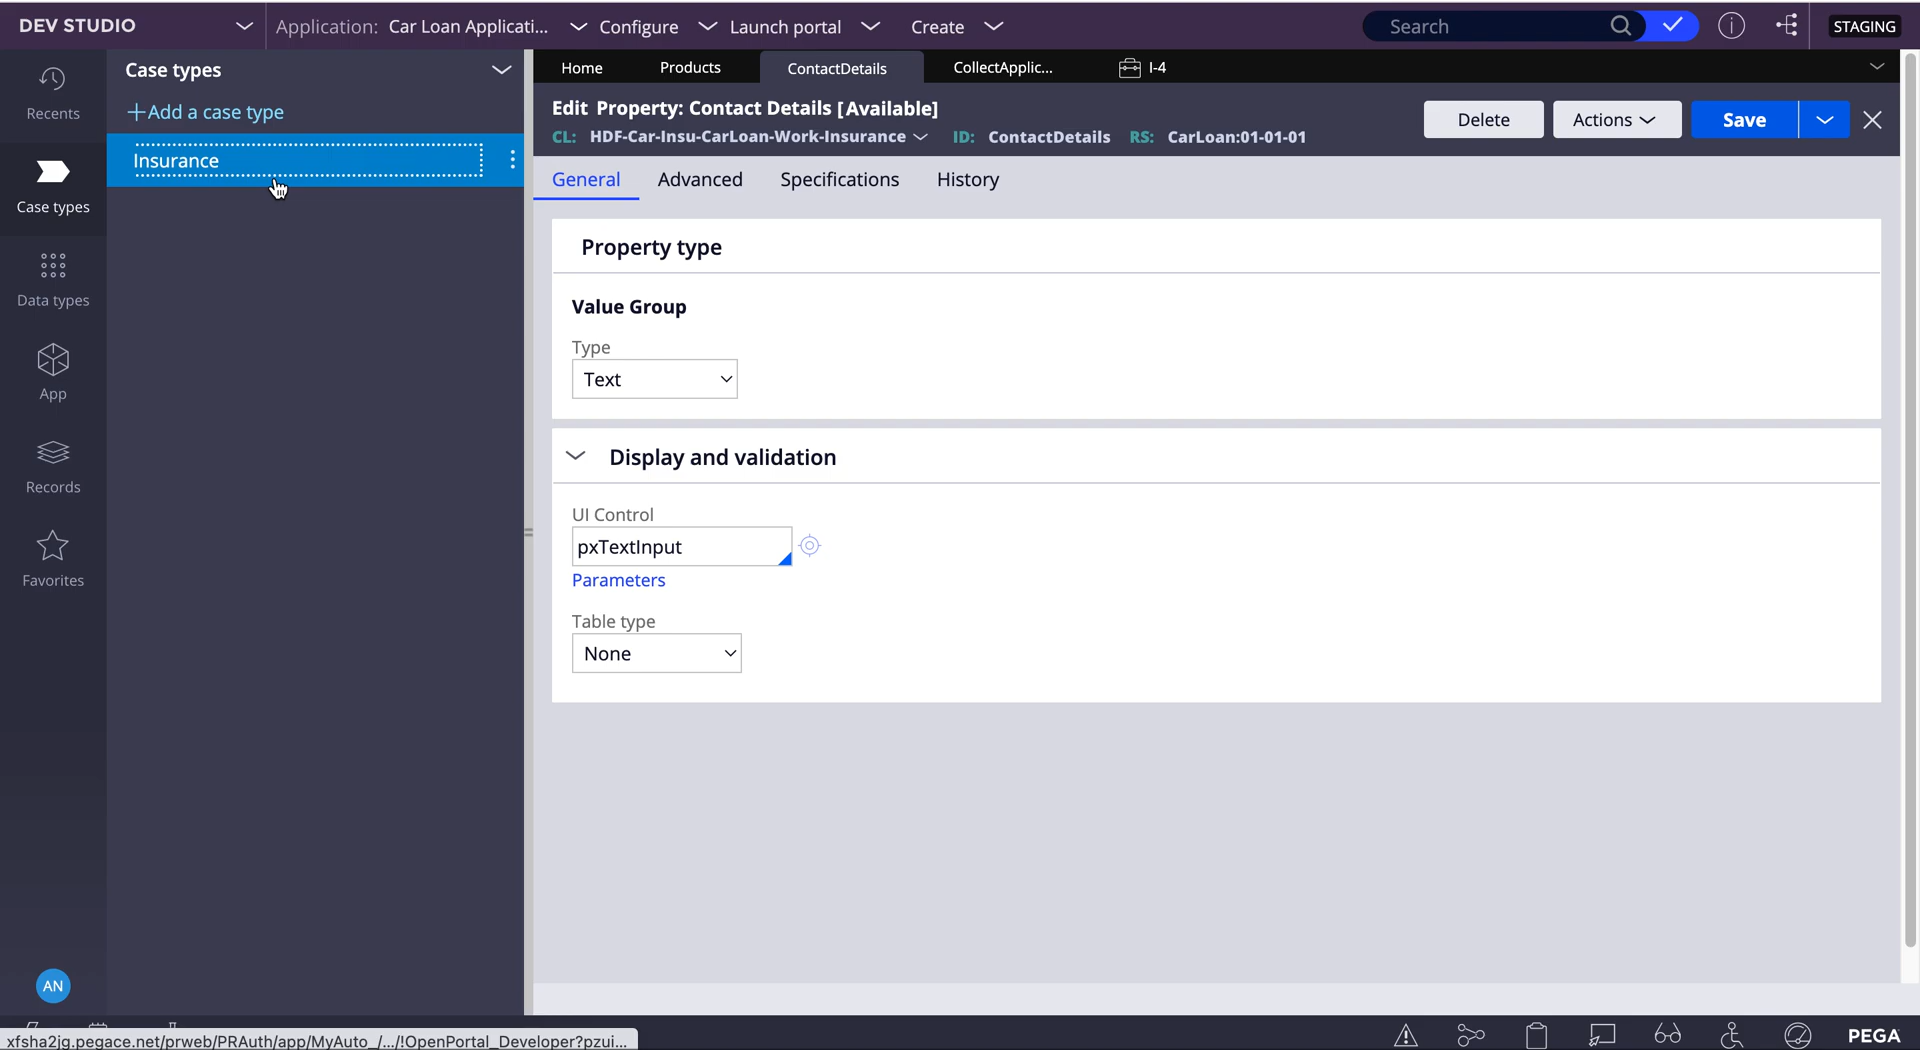 DEV STUDIO
Application: Car Loan Applicati...
Configure
Launch portal
Create
Search
STAGING
Recents
Case types
Data types
App
Records
Favorites
AN
Case types
Add a case type
Insurance
Home
Products
ContactDetails
CollectApplic...
I-4
Edit Property: Contact Details [Available]
CL: HDF-Car-Insu-CarLoan-Work-Insurance ID: ContactDetails RS: CarLoan:01-01-01
Delete
Actions
Save
General
Advanced
Specifications
History
Property type
Value Group
Type
Text
Display and validation
UI Control
pxTextInput
Parameters
Table type
None
xfsha2jg.pegace.net/prweb/PRAuth/app/MyAuto_/.../!OpenPortal_Developer?pzui...
PEGA